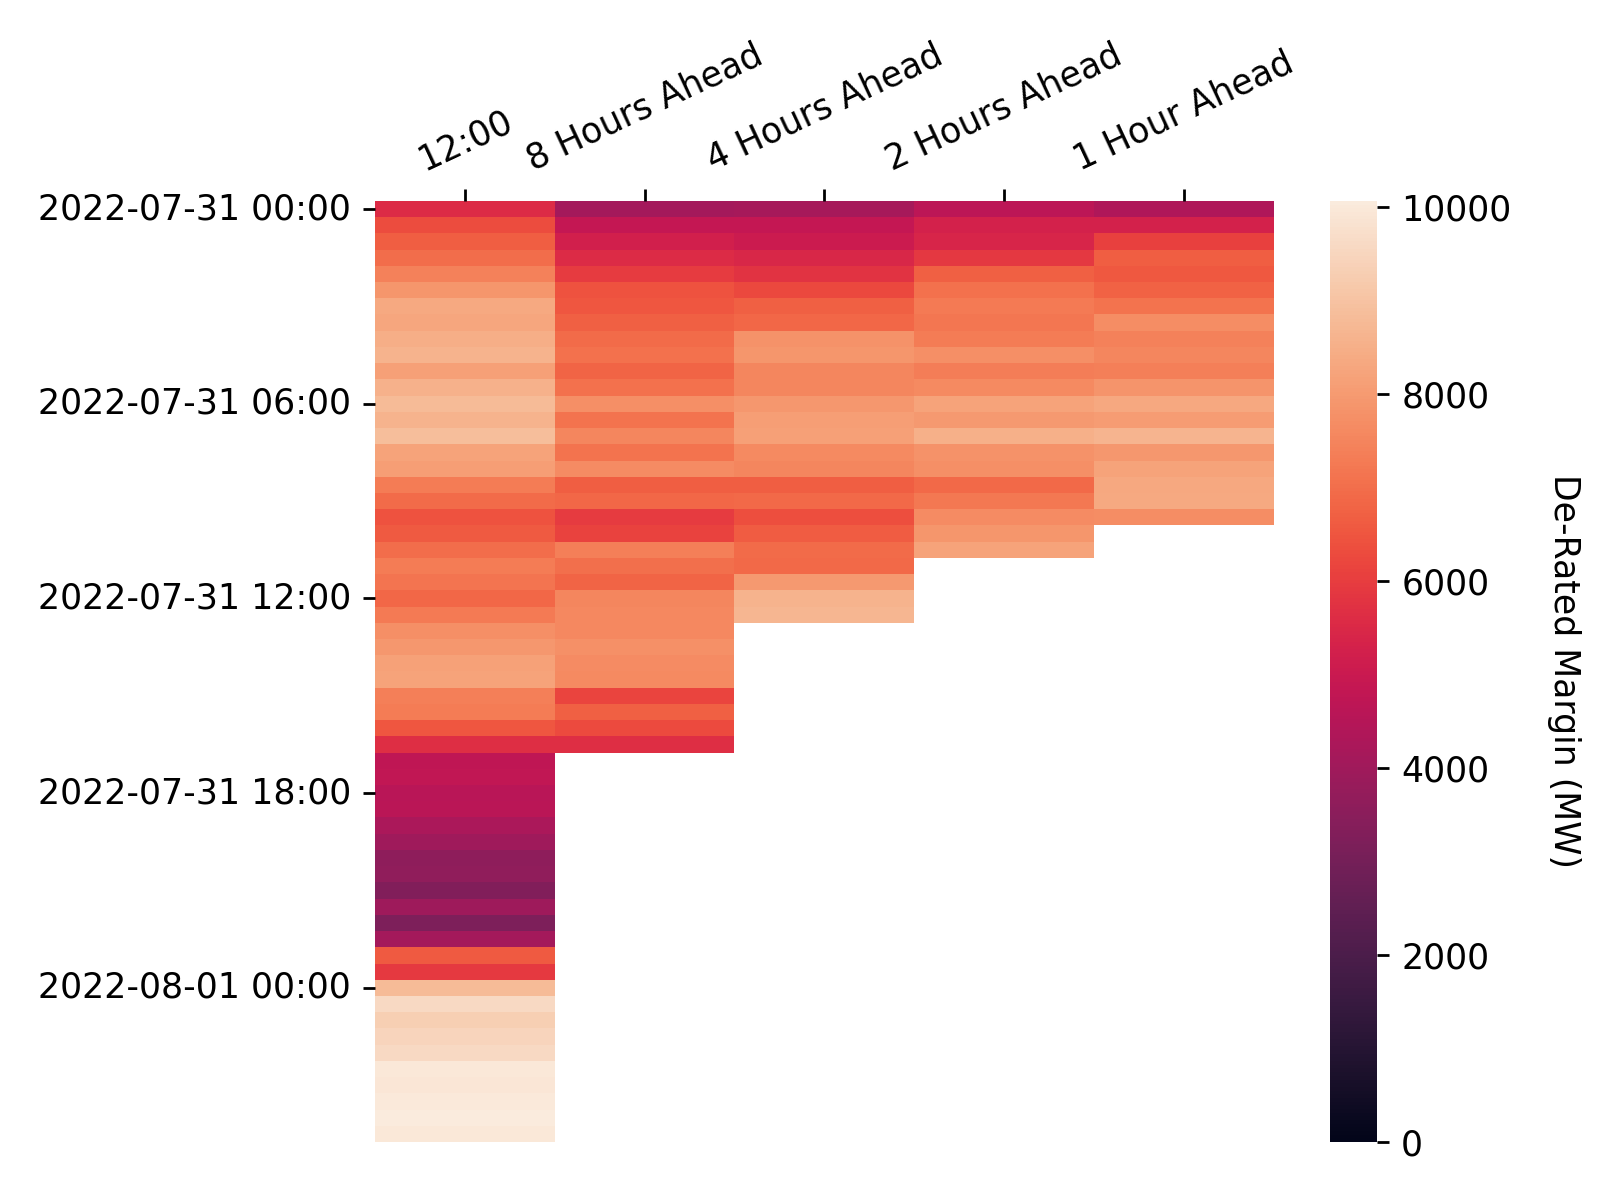 12:00
8 Hours Ahead
4 Hours Ahead
2 Hours Ahead
1 Hour Ahead
2022-07-31 00:00
2022-07-31 06:00
2022-07-31 12:00
2022-07-31 18:00
2022-08-01 00:00
10000
8000
6000
4000
2000
0
De-Rated Margin (MW)